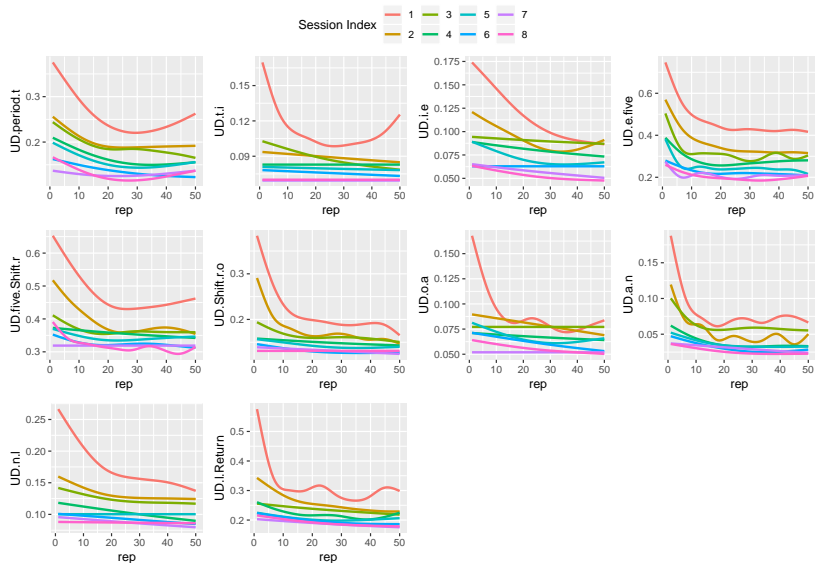 Session Index 1 3 5 7
2 4 6 8
UD.period.t
0.3
0.2
0 10 20 30 40 50
rep
UD.t.i
0.15
0.12
0.09
0 10 20 30 40 50
rep
UD.i.e
0.175
0.150
0.125
0.100
0.075
0.050
0 10 20 30 40 50
rep
UD.e.five
0.6
0.4
0.2
0 10 20 30 40 50
rep
UD.five.Shift.r
0.6
0.5
0.4
0.3
0 10 20 30 40 50
rep
UD.Shift.r.o
0.3
0.2
0 10 20 30 40 50
rep
UD.o.a
0.150
0.125
0.100
0.075
0.050
0 10 20 30 40 50
rep
UD.a.n
0.15
0.10
0.05
0 10 20 30 40 50
rep
UD.n.l
0.25
0.20
0.15
0.10
0 10 20 30 40 50
rep
UD.l.Return
0.5
0.4
0.3
0.2
0 10 20 30 40 50
rep